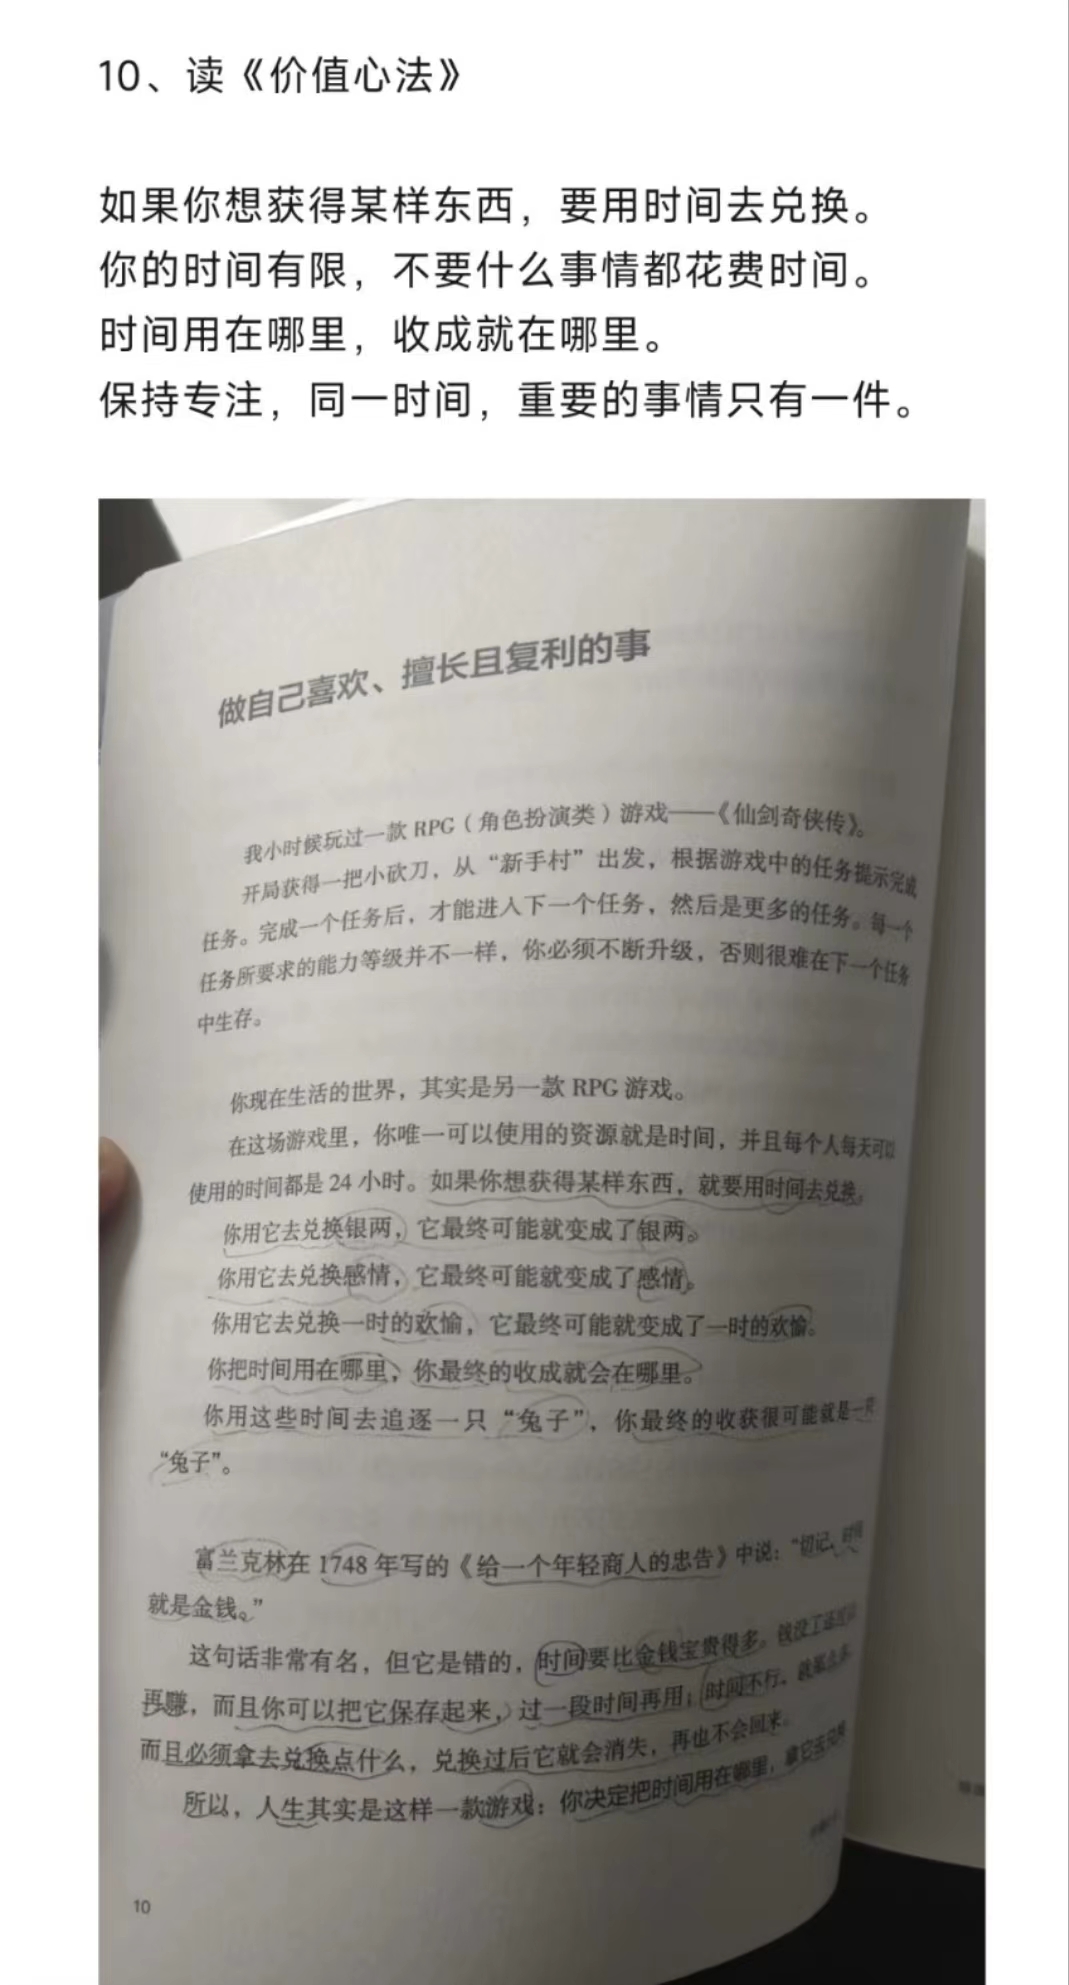 10、读《价值心法》
如果你想获得某样东西，要用时间去兑换。
你的时间有限，不要什么事情都花费时间。
时间用在哪里，收成就在哪里。
保持专注，同一时间，重要的事情只有一件。
做自己喜欢、擅长且复利的事
我小时候玩过一款 RPG（角色扮演类）游戏——《仙剑奇侠传》。
开局获得一把小砍刀，从“新手村”出发，根据游戏中的任务提示完成
任务。完成一个任务后，才能进入下一个任务，然后是更多的任务。每一个
任务所要求的能力等级并不一样，你必须不断升级，否则很难在下一个任务
中生存。
你现在生活的世界，其实是另一款 RPG 游戏。
在这场游戏里，你唯一可以使用的资源就是时间，并且每个人每天可以
使用的时间都是 24 小时。如果你想获得某样东西，就要用时间去兑换。
你用它去兑换银两，它最终可能就变成了银两。
你用它去兑换感情，它最终可能就变成了感情。
你用它去兑换一时的欢愉，它最终可能就变成了一时的欢愉。
你把时间用在哪里，你最终的收成就会在哪里。
你用这些时间去追逐一只“兔子”，你最终的收获很可能就是一只
“兔子”。
富兰克林在 1748 年写的《给一个年轻商人的忠告》中说：“切记，时间
就是金钱。”
这句话非常有名，但它是错的，时间要比金钱宝贵得多。钱没了还可以
再赚，而且你可以把它保存起来，过一段时间再用；时间不行。
而且必须拿去兑换点什么，兑换过后它就会消失，再也不会回来。
所以，人生其实是这样一款游戏：你决定把时间用在哪里，拿它去兑换
10